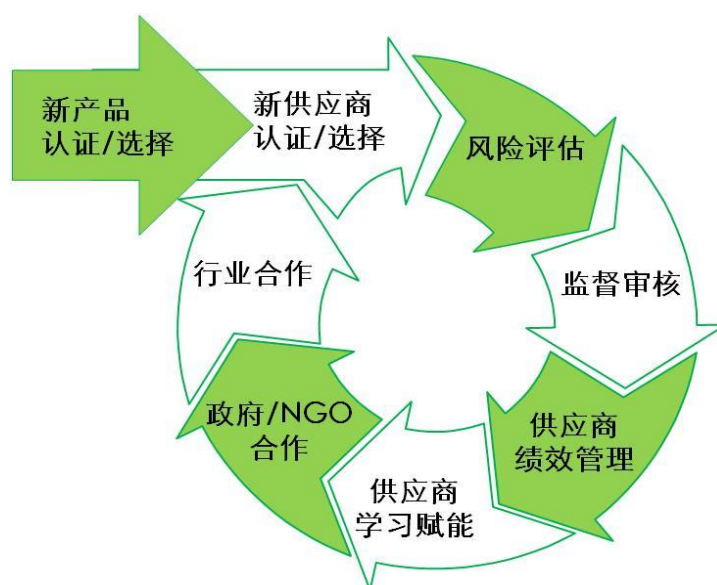 新产品
认证/选择
新供应商
认证/选择
风险评估
监督审核
供应商
绩效管理
供应商
学习赋能
政府/NGO
合作
行业合作